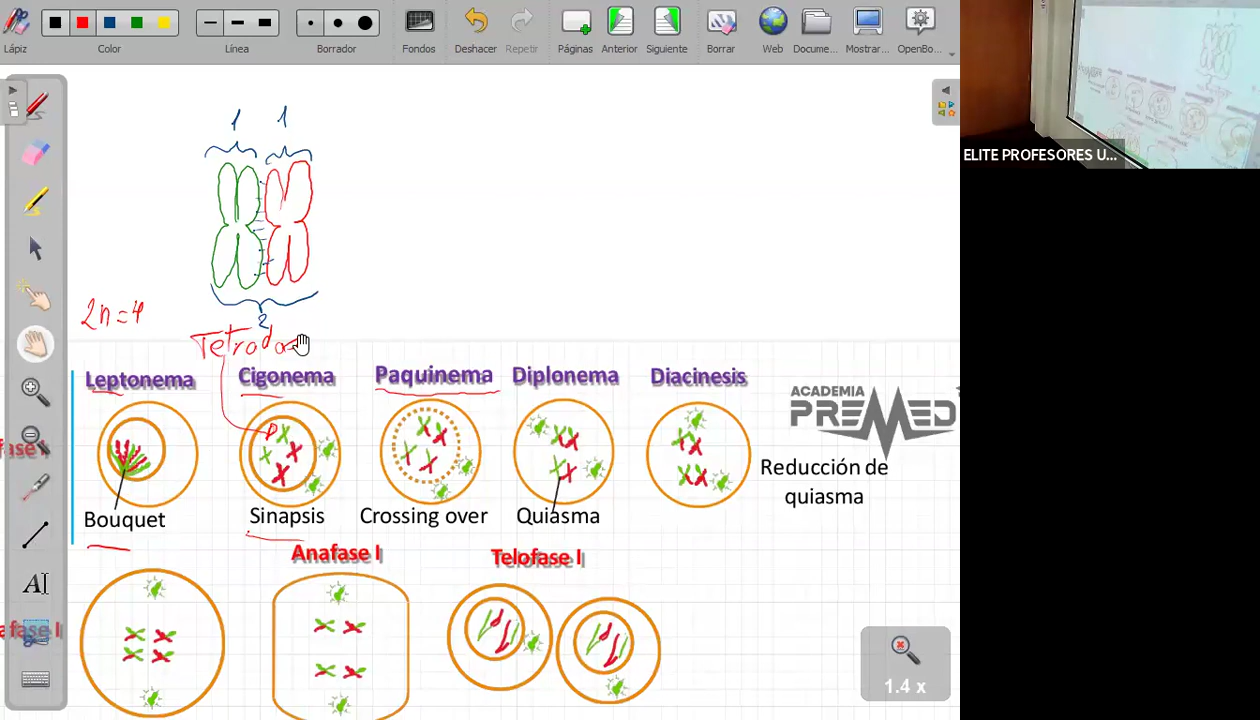 Lápiz
Color
Línea
Borrador
Fondos
Deshacer
Repetir
Páginas
Anterior
Siguiente
Borrar
Web
Docume...
Mostrar...
OpenBo...
ELITE PROFESORES U...
1 1
2
2n=4
Tetrada
Leptonema Cigonema Paquinema Diplonema Diacinesis
ACADEMIA
PREMED
Reducción de
quiasma
Bouquet Sinapsis Crossing over Quiasma
Anafase I Telofase I
1.4 x